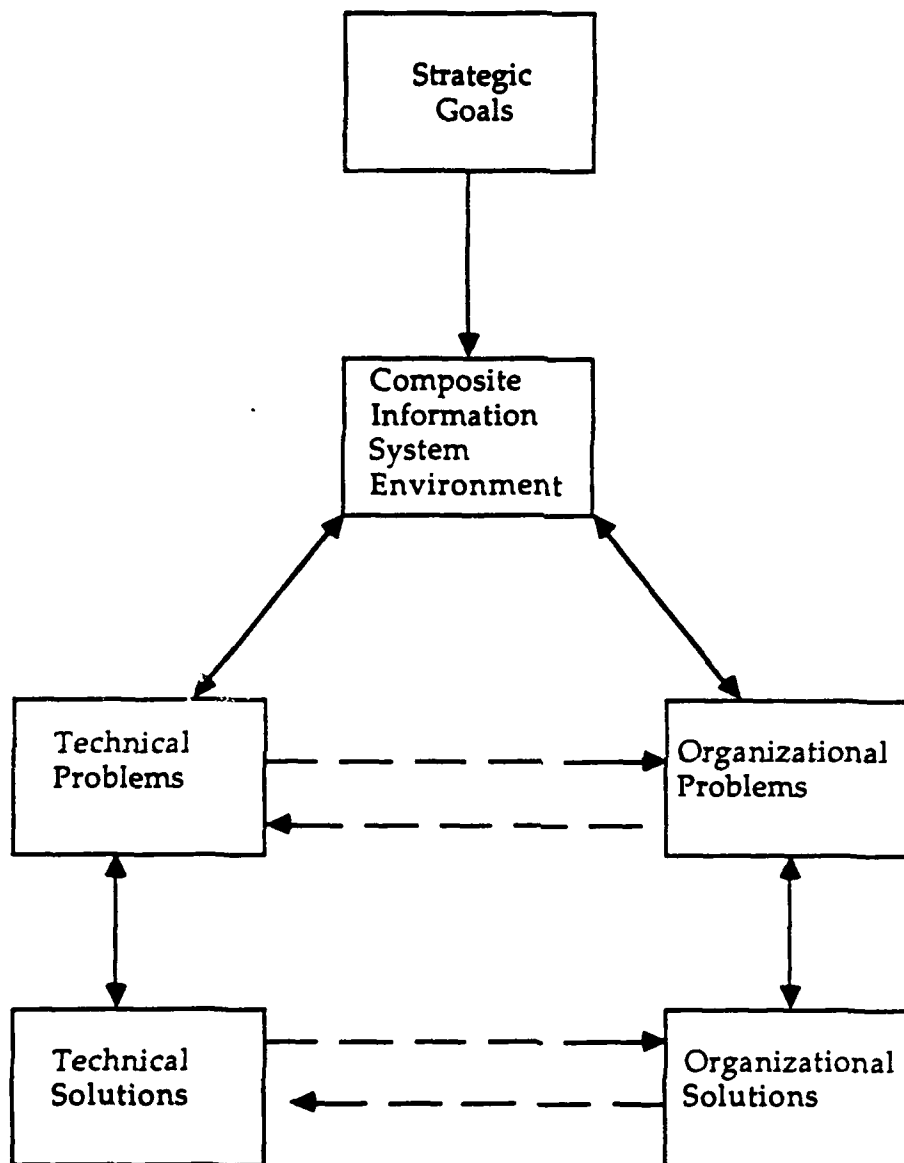 Strategic
Goals
Composite
Information
System
Environment
Technical
Problems
Organizational
Problems
Technical
Solutions
Organizational
Solutions